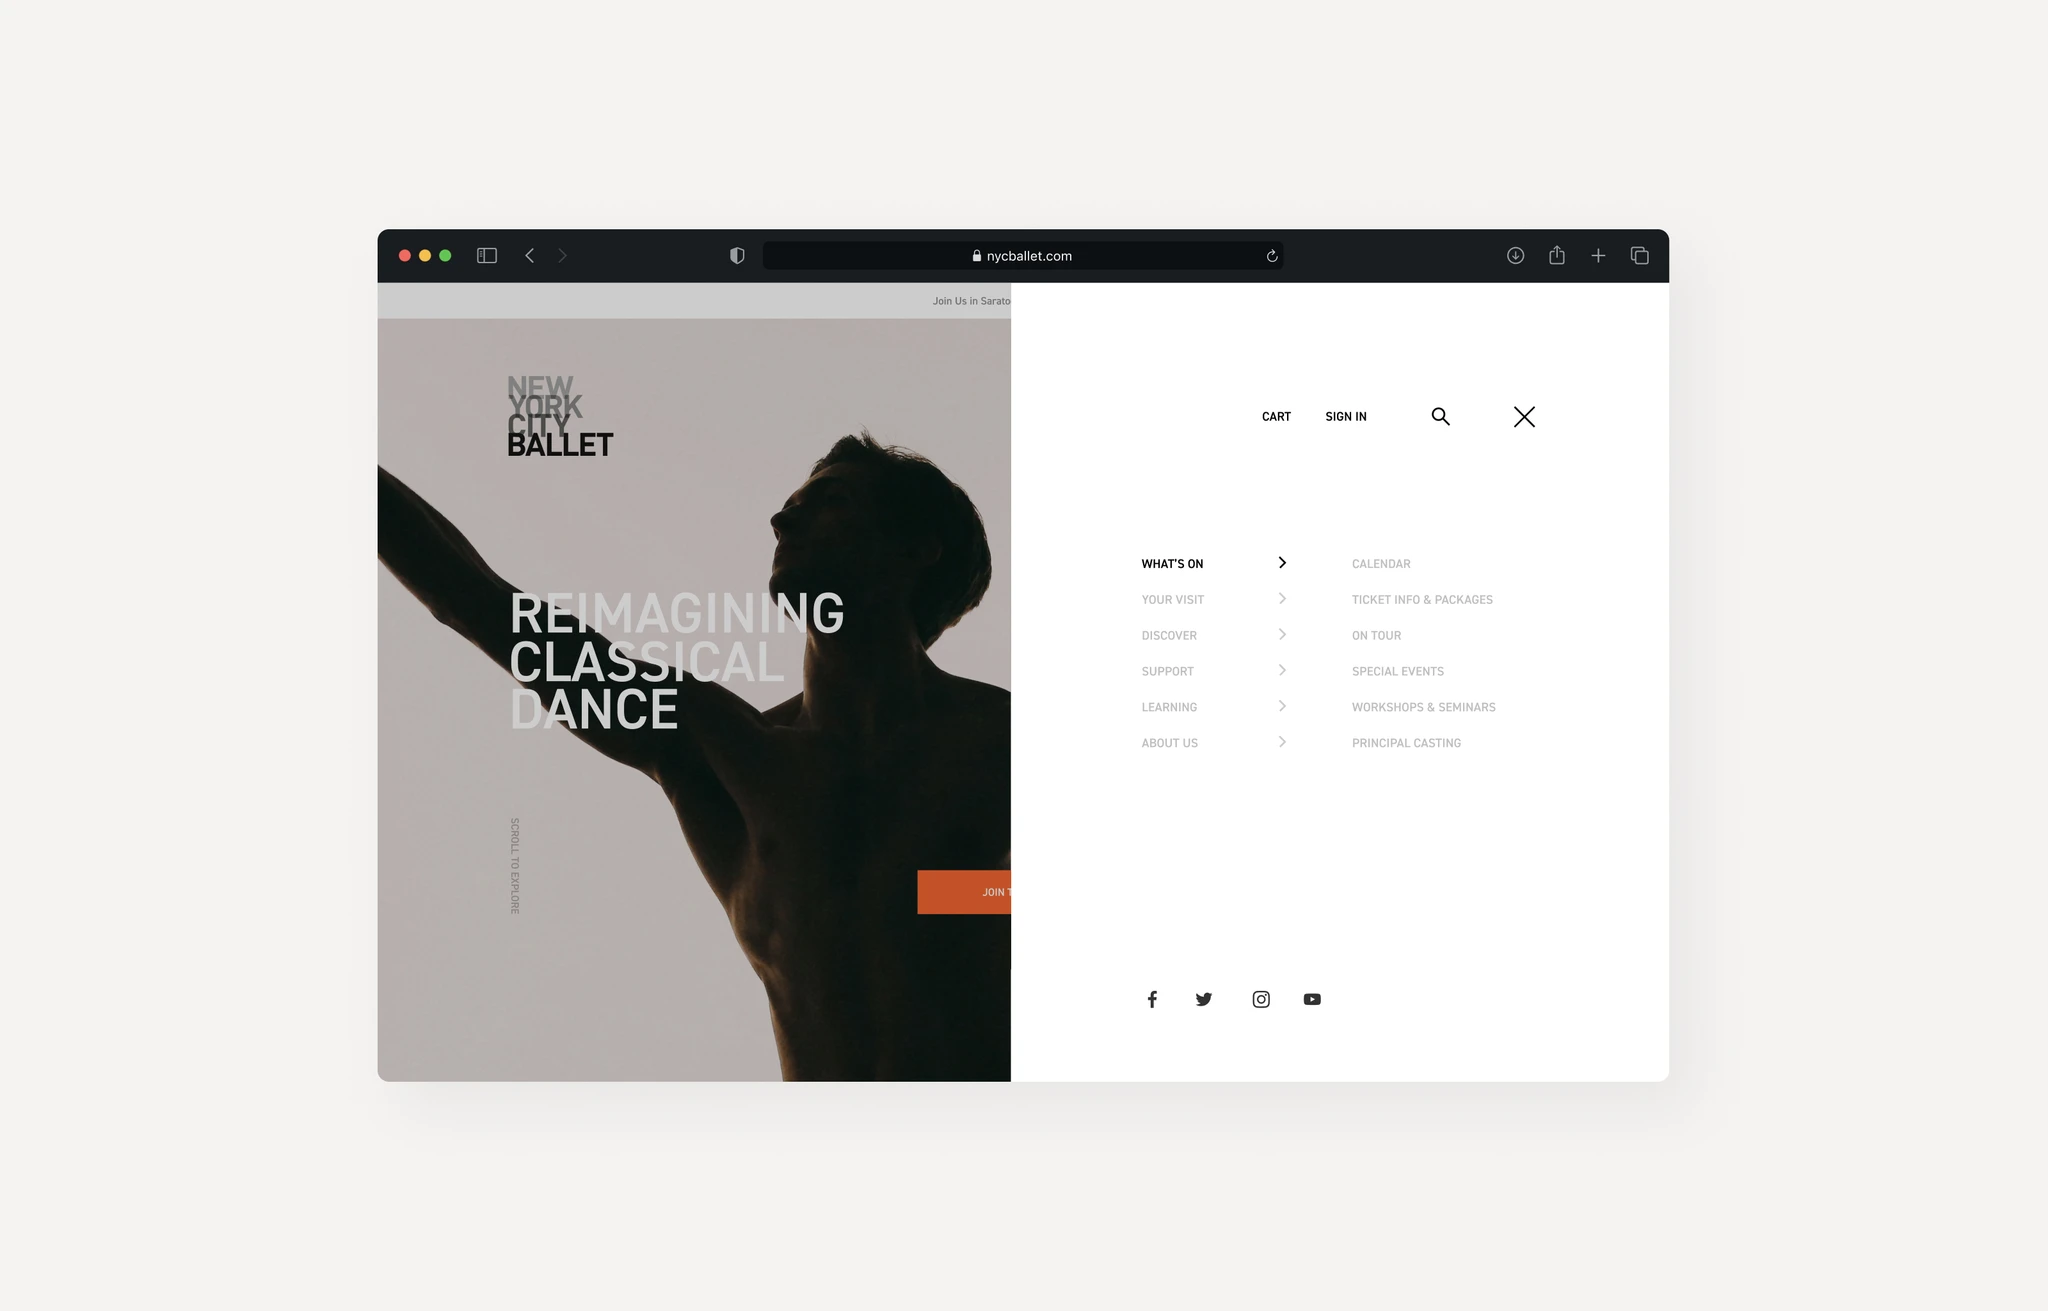 nycballet.com
Join Us in Sarato
NEW
YORK
CITY
BALLET
REIMAGINING
CLASSICAL
DANCE
SCROLL TO EXPLORE
JOIN T
CART SIGN IN
WHAT'S ON
YOUR VISIT
DISCOVER
SUPPORT
LEARNING
ABOUT US
CALENDAR
TICKET INFO & PACKAGES
ON TOUR
SPECIAL EVENTS
WORKSHOPS & SEMINARS
PRINCIPAL CASTING